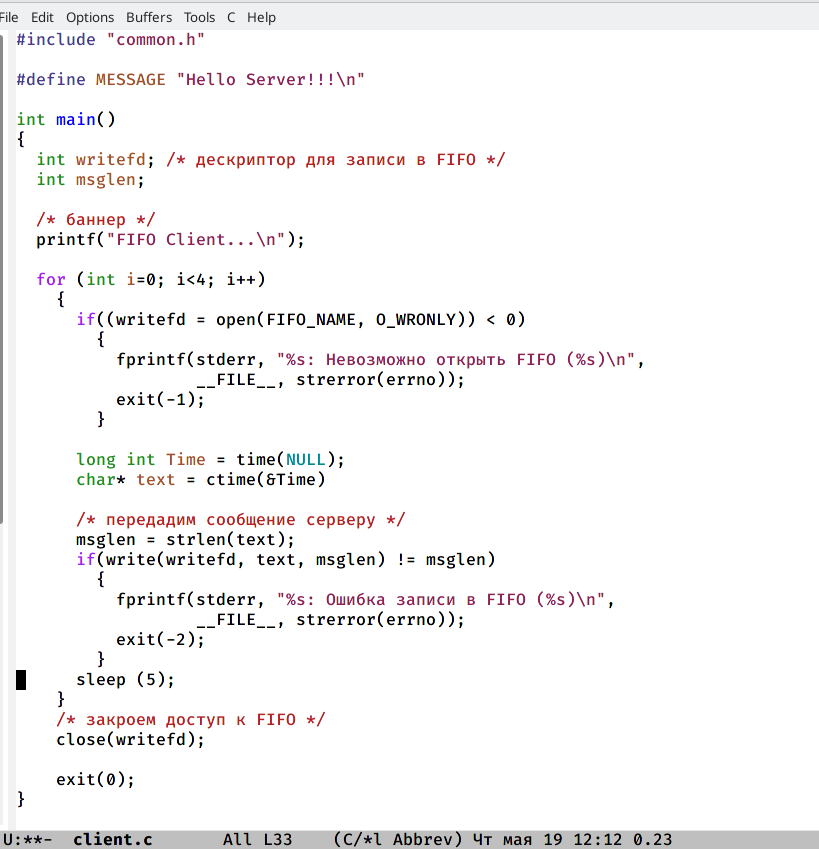 File Edit Options Buffers Tools C Help
#include "common.h"
#define MESSAGE "Hello Server!!!\n"
int main()
{
int writefd; /* дескриптор для записи в FIFO */
int msglen;
/* баннер */
printf("FIFO Client...\n");
for (int i=0; i<4; i++)
{
if((writefd = open(FIFO_NAME, O_WRONLY)) < 0)
{
fprintf(stderr, "%s: Невозможно открыть FIFO (%s)\n",
__FILE__, strerror(errno));
exit(-1);
}
long int Time = time(NULL);
char* text = ctime(&Time)
/* передадим сообщение серверу */
msglen = strlen(text);
if(write(writefd, text, msglen) != msglen)
{
fprintf(stderr, "%s: Ошибка записи в FIFO (%s)\n",
__FILE__, strerror(errno));
exit(-2);
}
sleep (5);
}
/* закроем доступ к FIFO */
close(writefd);
exit(0);
}
U:**- client.c All L33 (C/*l Abbrev) Чт мая 19 12:12 0.23